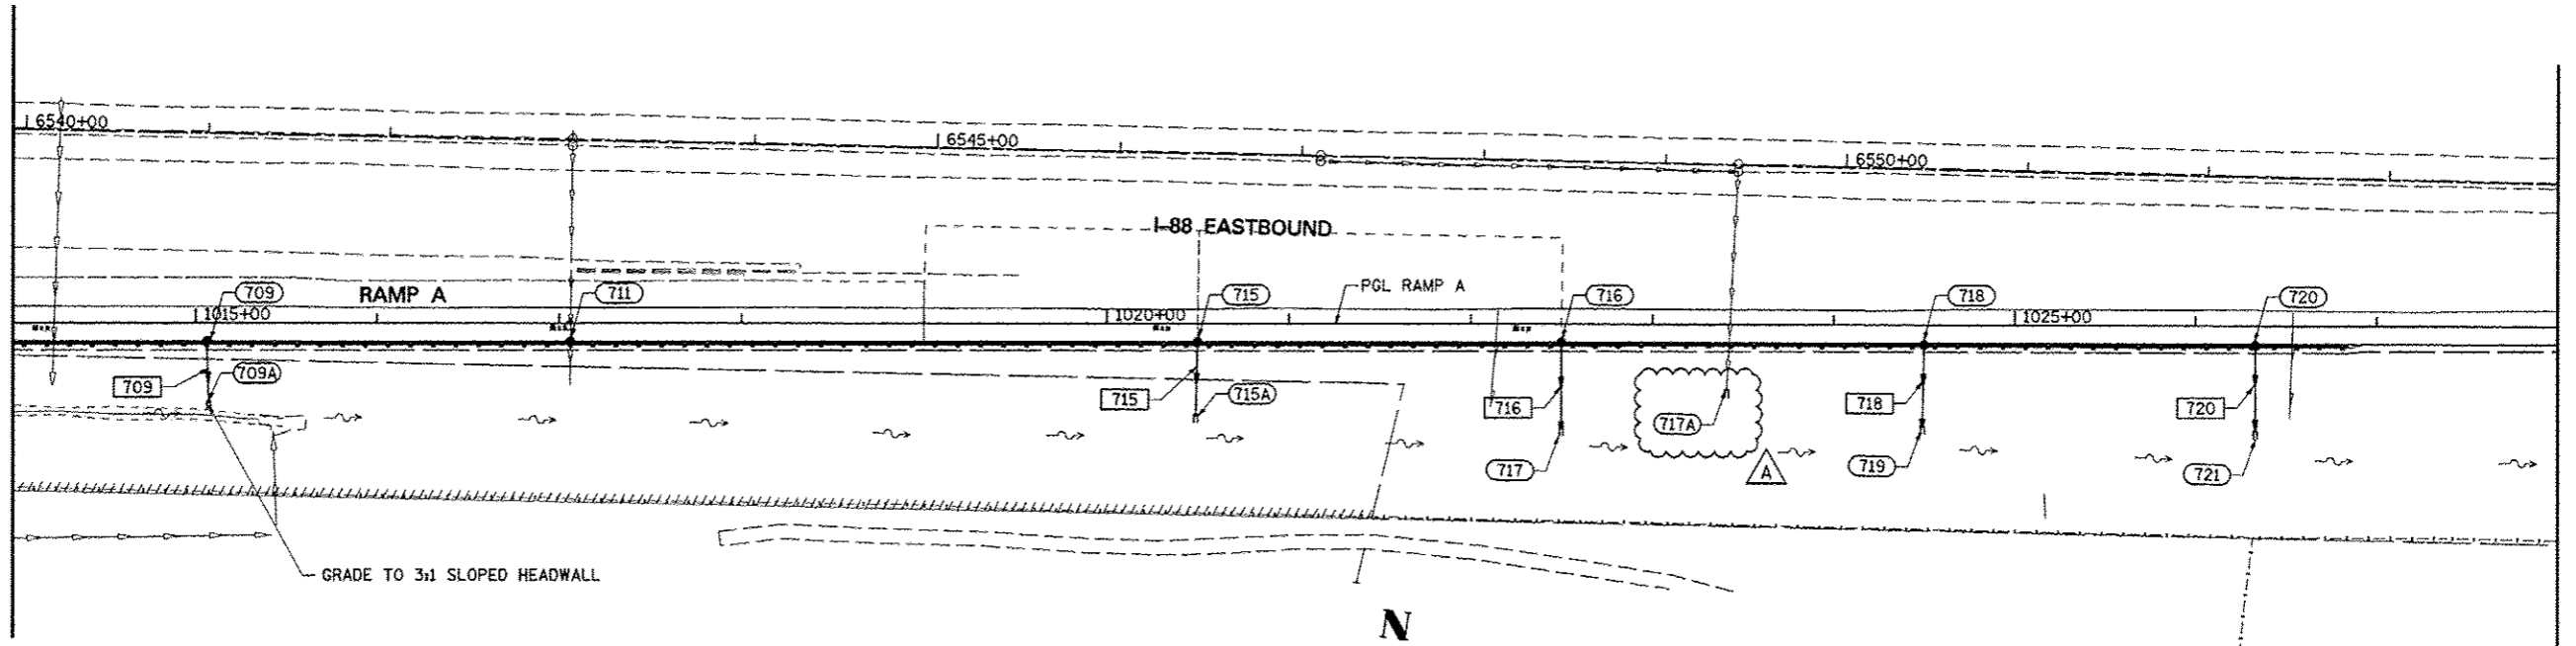 6540+00
6545+00
6550+00
I-88 EASTBOUND
RAMP A
709
711
715
PGL RAMP A
716
718
720
1015+00
1020+00
1025+00
709
709A
715
715A
716
717A
718
720
717
A
719
721
GRADE TO 3:1 SLOPED HEADWALL
N